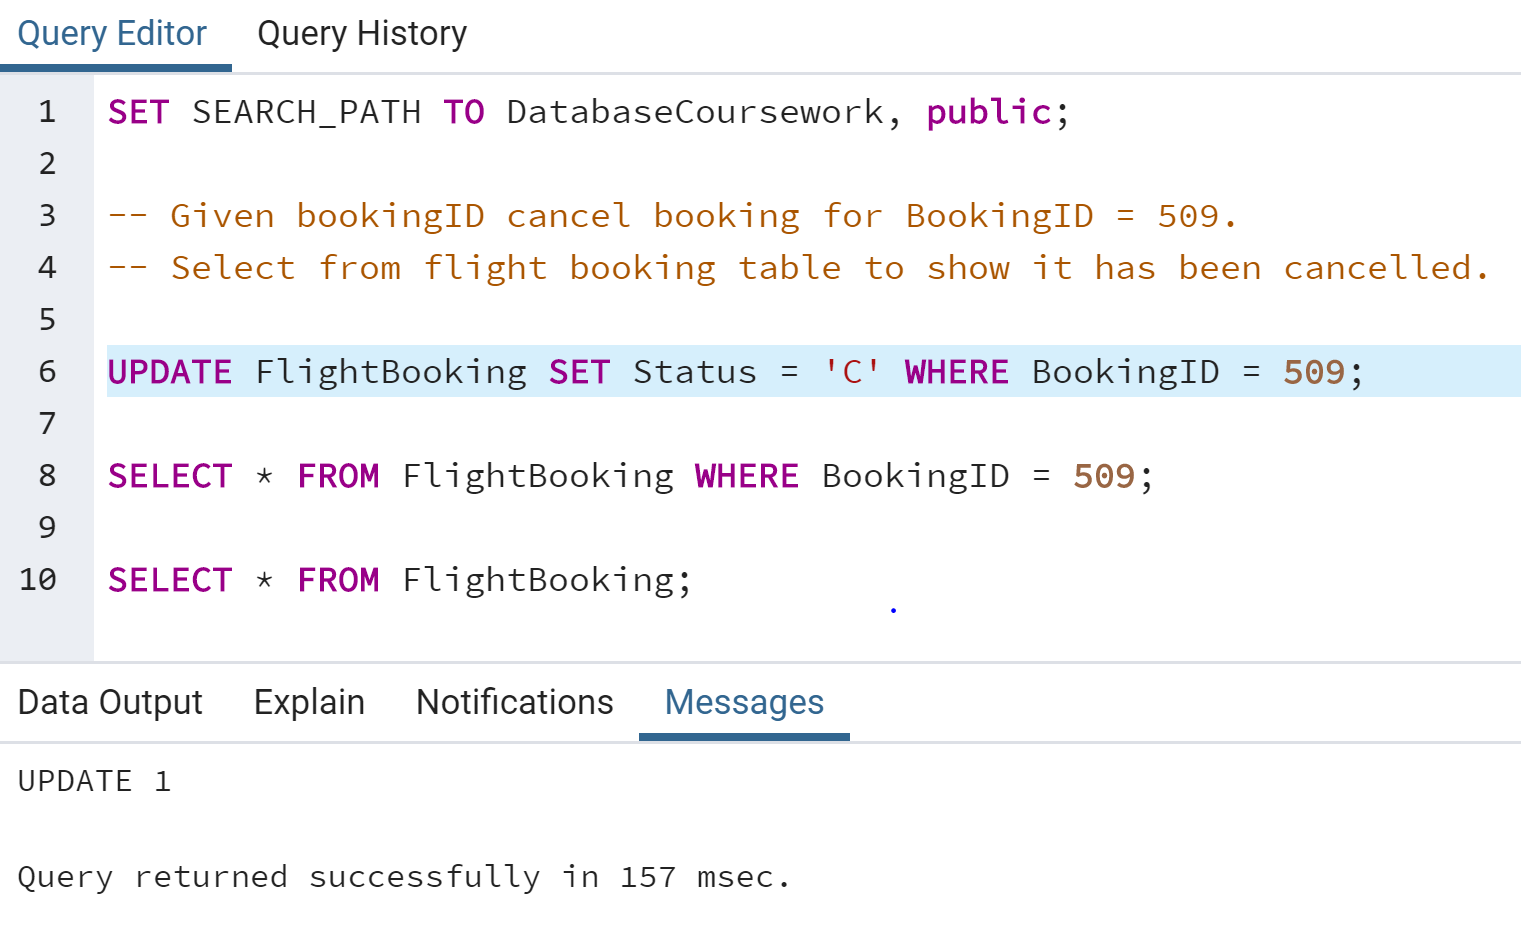 Query Editor Query History
1 SET SEARCH_PATH TO DatabaseCoursework, public;
2
3 -- Given bookingID cancel booking for BookingID = 509.
4 -- Select from flight booking table to show it has been cancelled.
5
6 UPDATE FlightBooking SET Status = 'C' WHERE BookingID = 509;
7
8 SELECT * FROM FlightBooking WHERE BookingID = 509;
9
10 SELECT * FROM FlightBooking;
Data Output Explain Notifications Messages
UPDATE 1
Query returned successfully in 157 msec.